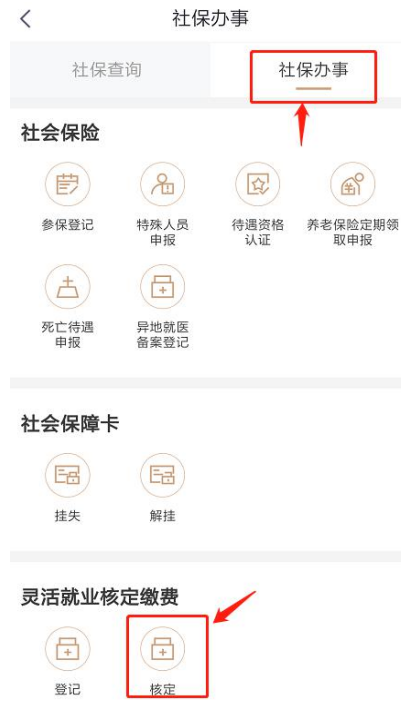 社保办事
社保查询
社保办事
社会保险
参保登记
特殊人员
申报
待遇资格
认证
养老保险定期领
取申报
死亡待遇
申报
异地就医
备案登记
社会保障卡
挂失
解挂
灵活就业核定缴费
登记
核定